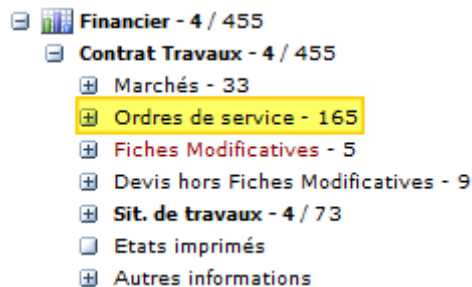 Financier - 4 / 455
Contrat Travaux - 4 / 455
Marchés - 33
Ordres de service - 165
Fiches Modificatives - 5
Devis hors Fiches Modificatives - 9
Sit. de travaux - 4 / 73
Etats imprimés
Autres informations